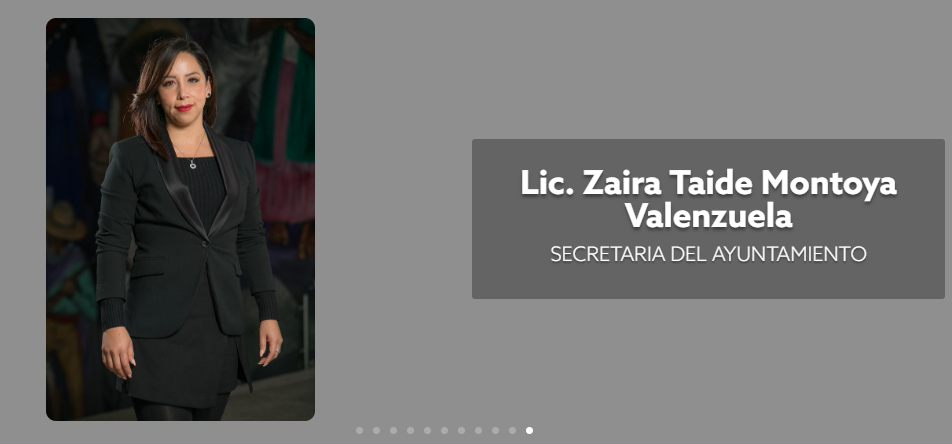 Lic. Zaira Taide Montoya
Valenzuela
SECRETARIA DEL AYUNTAMIENTO